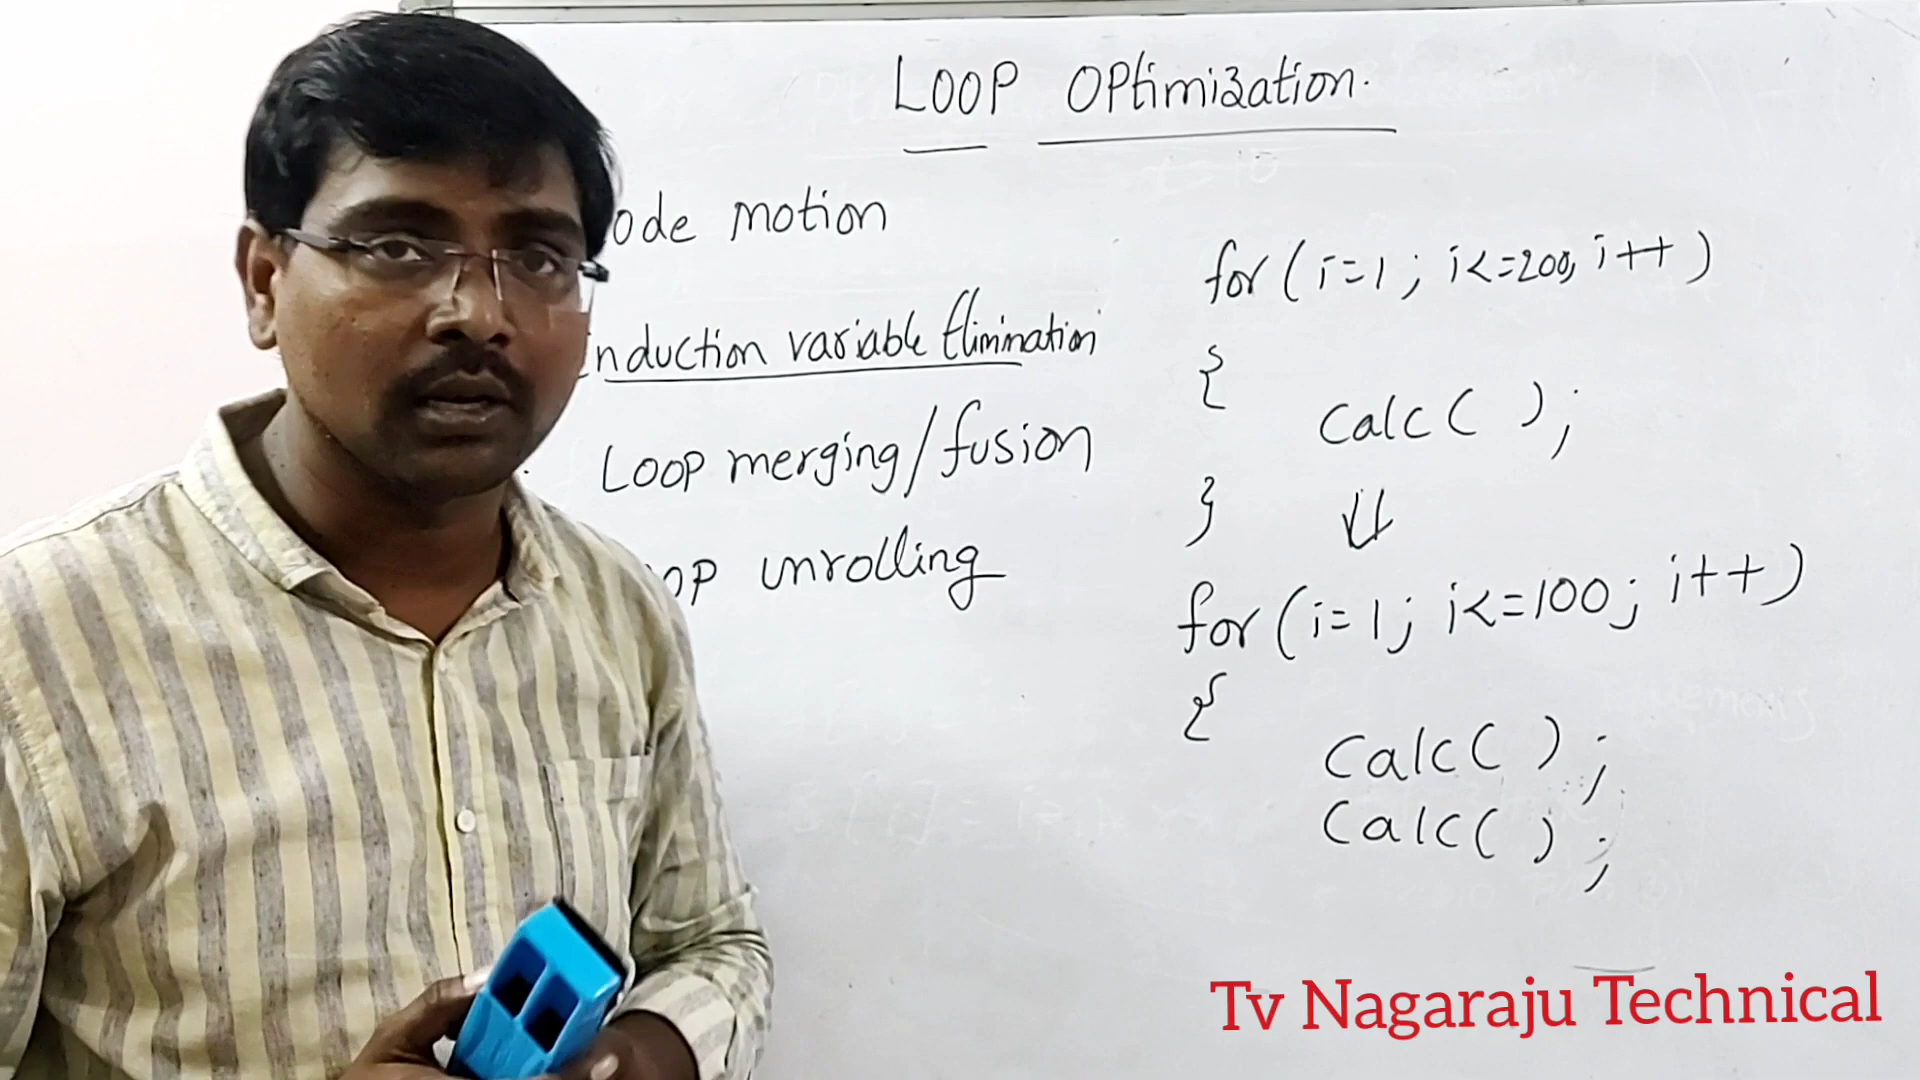 LOOP OPtimization.
ode motion
nduction variable Elimination
Loop merging/fusion
op unrolling
for (i=1; i<=200, i++)
{
calc( );
}
for (i=1; i<=100; i++)
{
calc( );
calc( );
Tv Nagaraju Technical